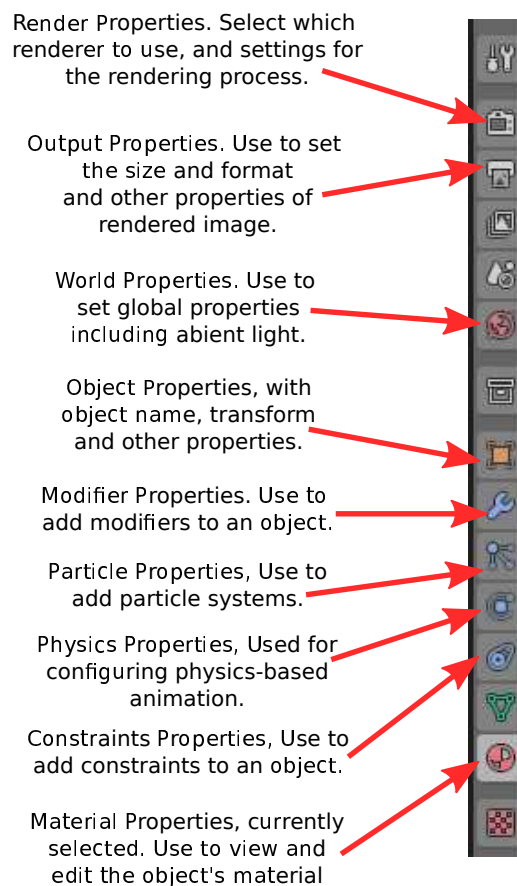 Render Properties. Select which
renderer to use, and settings for
the rendering process.
Output Properties. Use to set
the size and format
and other properties of
rendered image.
World Properties. Use to
set global properties
including abient light.
Object Properties, with
object name, transform
and other properties.
Modifier Properties. Use to
add modifiers to an object.
Particle Properties, Use to
add particle systems.
Physics Properties, Used for
configuring physics-based
animation.
Constraints Properties, Use to
add constraints to an object.
Material Properties, currently
selected. Use to view and
edit the object's material